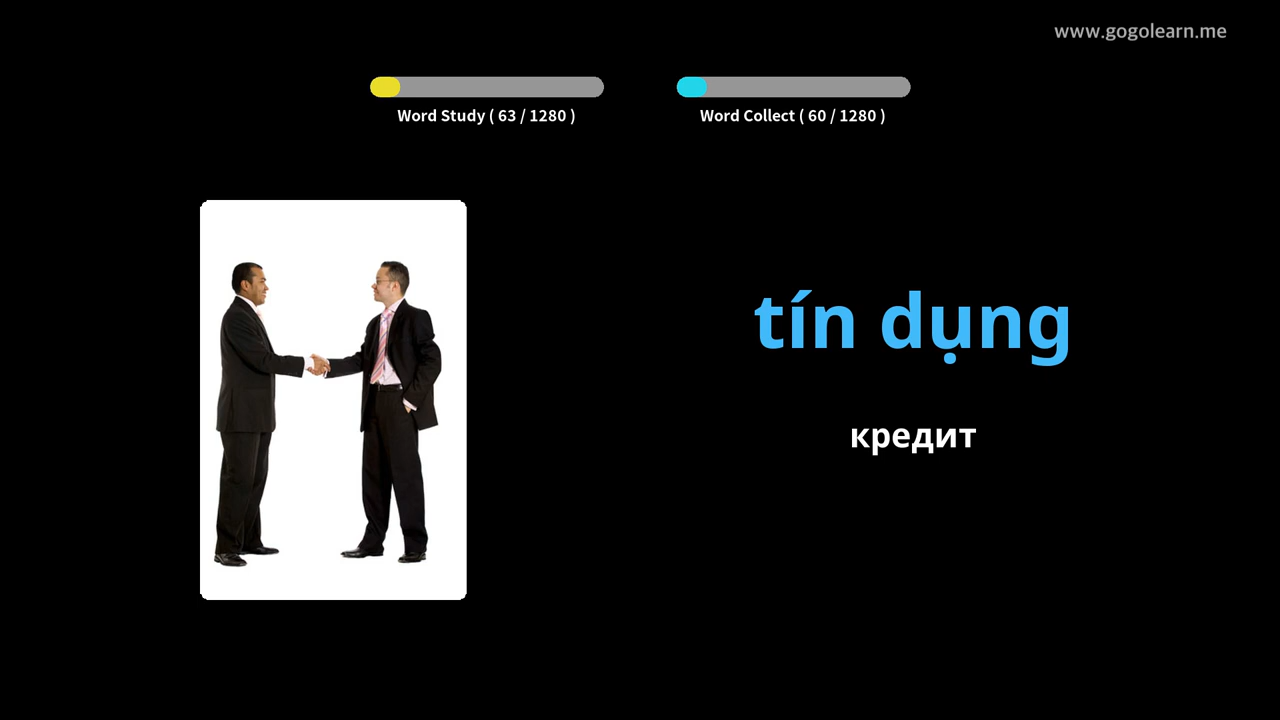 www.gogolearn.me
Word Study ( 63 / 1280 )
Word Collect ( 60 / 1280 )
tín dụng
кредит